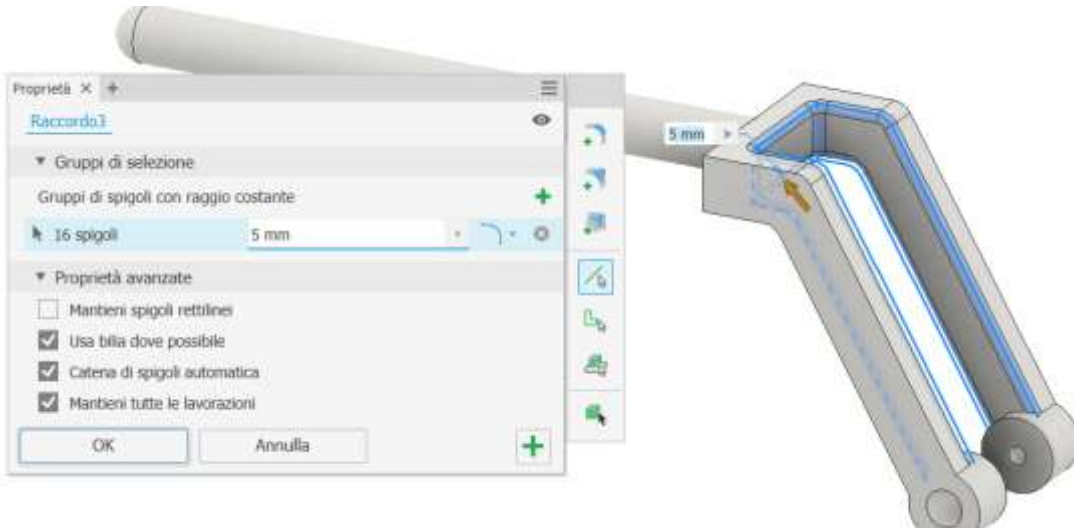 Proprietà × +
Raccordo3
5 mm
Gruppi di selezione
Gruppi di spigoli con raggio costante
16 spigoli 5 mm
Proprietà avanzate
Mantieni spigoli rettilinei
Usa bilia dove possibile
Catena di spigoli automatica
Mantieni tutte le lavorazioni
OK Annulla